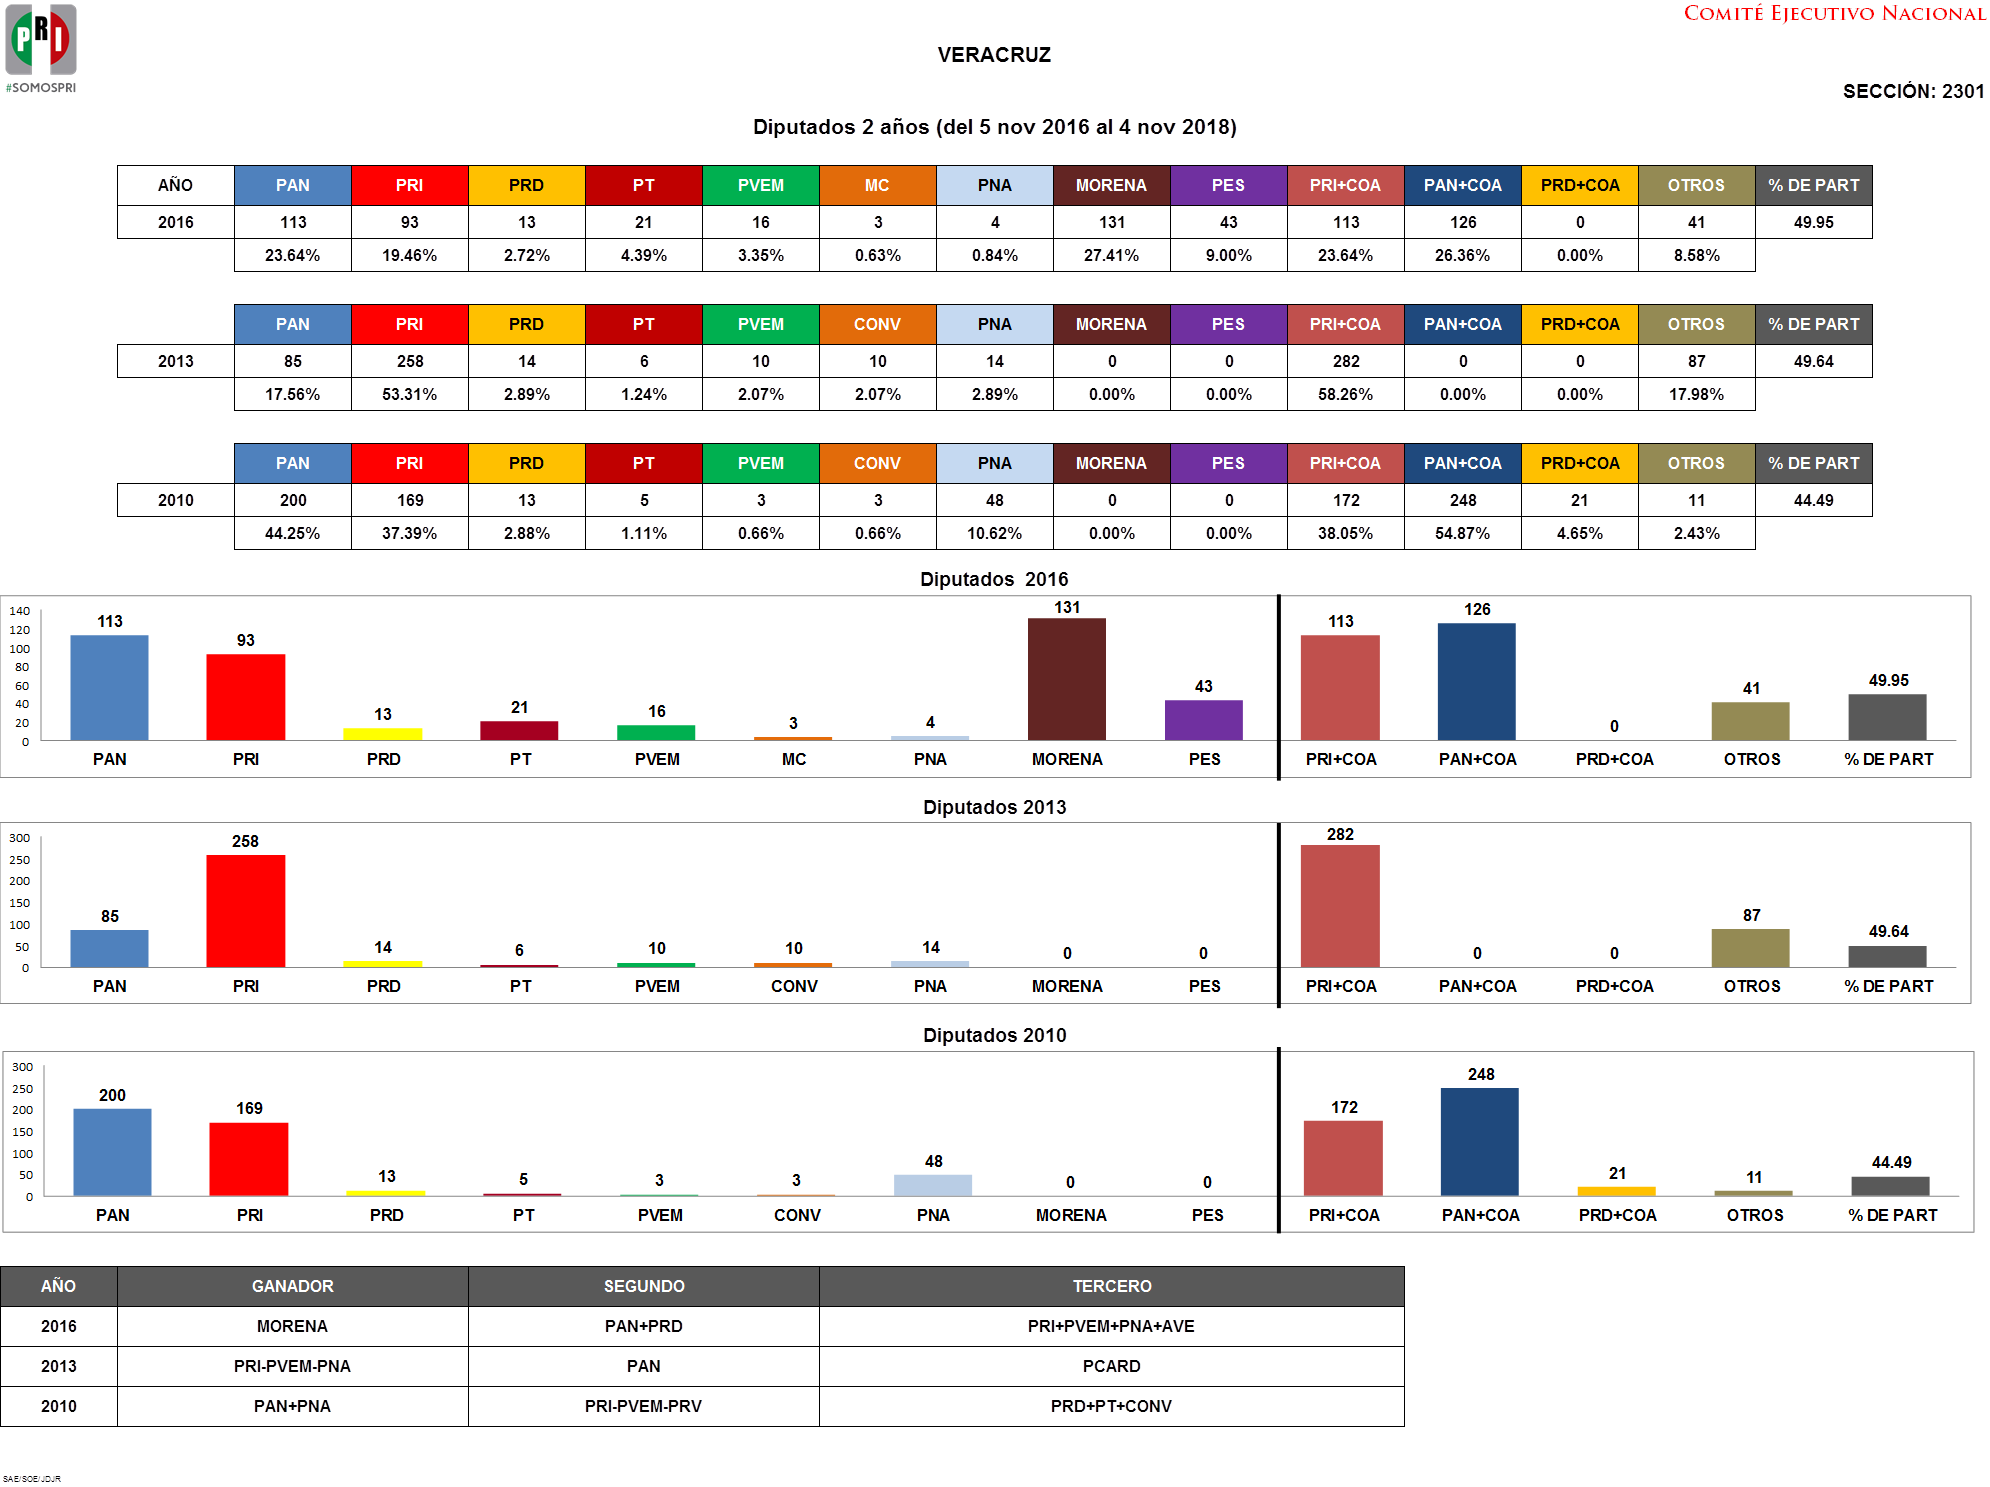 PRI
#SOMOSPRI
COMITÉ EJECUTIVO NACIONAL
VERACRUZ
SECCIÓN: 2301
Diputados 2 años (del 5 nov 2016 al 4 nov 2018)
AÑO PAN PRI PRD PT PVEM MC PNA MORENA PES PRI+COA PAN+COA PRD+COA OTROS % DE PART
2016 113 93 13 21 16 3 4 131 43 113 126 0 41 49.95
23.64% 19.46% 2.72% 4.39% 3.35% 0.63% 0.84% 27.41% 9.00% 23.64% 26.36% 0.00% 8.58%
PAN PRI PRD PT PVEM CONV PNA MORENA PES PRI+COA PAN+COA PRD+COA OTROS % DE PART
2013 85 258 14 6 10 10 14 0 0 282 0 0 87 49.64
17.56% 53.31% 2.89% 1.24% 2.07% 2.07% 2.89% 0.00% 0.00% 58.26% 0.00% 0.00% 17.98%
PAN PRI PRD PT PVEM CONV PNA MORENA PES PRI+COA PAN+COA PRD+COA OTROS % DE PART
2010 200 169 13 5 3 3 48 0 0 172 248 21 11 44.49
44.25% 37.39% 2.88% 1.11% 0.66% 0.66% 10.62% 0.00% 0.00% 38.05% 54.87% 4.65% 2.43%
Diputados 2016
140
120
100
80
60
40
20
0
113 93 13 21 16 3 4 131 43 113 126 0 41 49.95
PAN PRI PRD PT PVEM MC PNA MORENA PES PRI+COA PAN+COA PRD+COA OTROS % DE PART
Diputados 2013
300
250
200
150
100
50
0
85 258 14 6 10 10 14 0 0 282 0 0 87 49.64
PAN PRI PRD PT PVEM CONV PNA MORENA PES PRI+COA PAN+COA PRD+COA OTROS % DE PART
Diputados 2010
300
250
200
150
100
50
0
200 169 13 5 3 3 48 0 0 172 248 21 11 44.49
PAN PRI PRD PT PVEM CONV PNA MORENA PES PRI+COA PAN+COA PRD+COA OTROS % DE PART
AÑO GANADOR SEGUNDO TERCERO
2016 MORENA PAN+PRD PRI+PVEM+PNA+AVE
2013 PRI-PVEM-PNA PAN PCARD
2010 PAN+PNA PRI-PVEM-PRV PRD+PT+CONV
SAE/SOE/JDJR